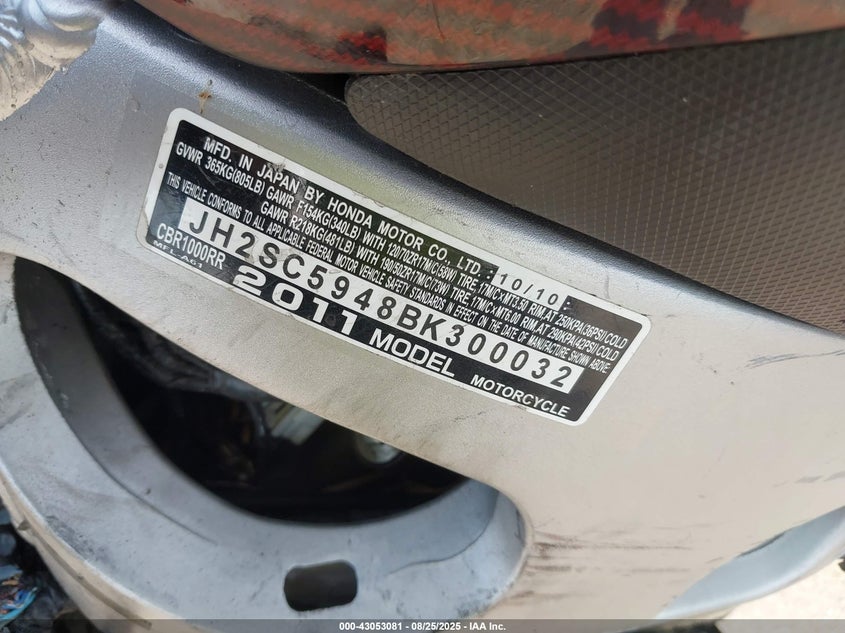 MFD. IN JAPAN BY HONDA MOTOR CO. LTD. 10/10
GVWR 365KG(805LB) GAWR F154KG(340LB) WITH 120/70ZR17M/C(58W) TIRE, 17M/C×MT3.50 RIM, AT 250KPA(36PSI)COLD
GAWR R218KG(481LB) WITH 190/50ZR17M/C(73W) TIRE, 17M/C×MT6.00 RIM, AT 290KPA(42PSI)COLD
THIS VEHICLE CONFORMS TO ALL APPLICABLE FEDERAL MOTOR VEHICLE SAFETY STANDARDS IN EFFECT ON THE DATE OF MANUFACTURE SHOWN ABOVE.
JH2SC5948BK300032
CBR1000RR 2011 MODEL MOTORCYCLE
MFL-AG1
000-43053081 - 08/25/2025 - IAA Inc.